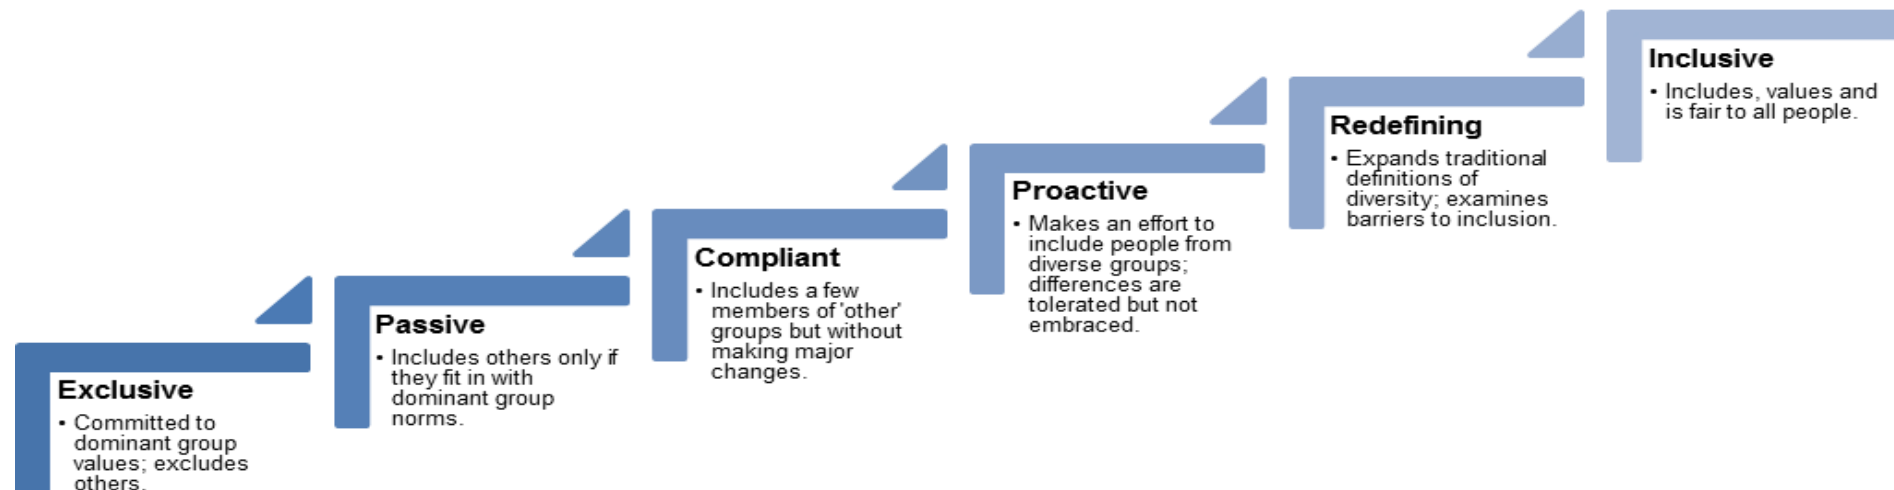 Exclusive
• Committed to
dominant group
values; excludes
others.
Passive
• Includes others only if
they fit in with
dominant group
norms.
Compliant
• Includes a few
members of 'other'
groups but without
making major
changes.
Proactive
• Makes an effort to
include people from
diverse groups;
differences are
tolerated but not
embraced.
Redefining
• Expands traditional
definitions of
diversity; examines
barriers to inclusion.
Inclusive
• Includes, values and
is fair to all people.